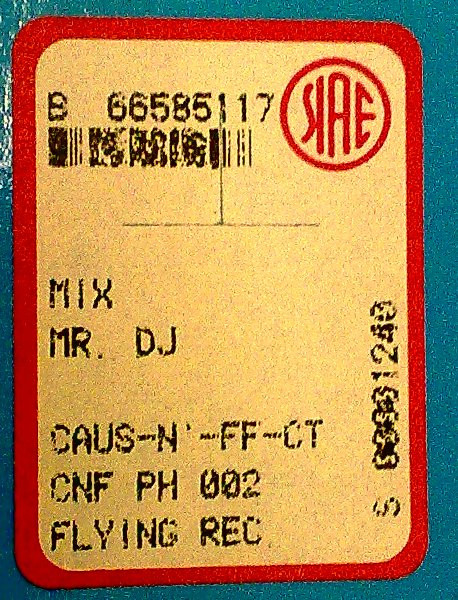 B 66585117
SIAE
MIX
MR. DJ
CAUS-N'-FF-CT
CNF PH 002
FLYING REC